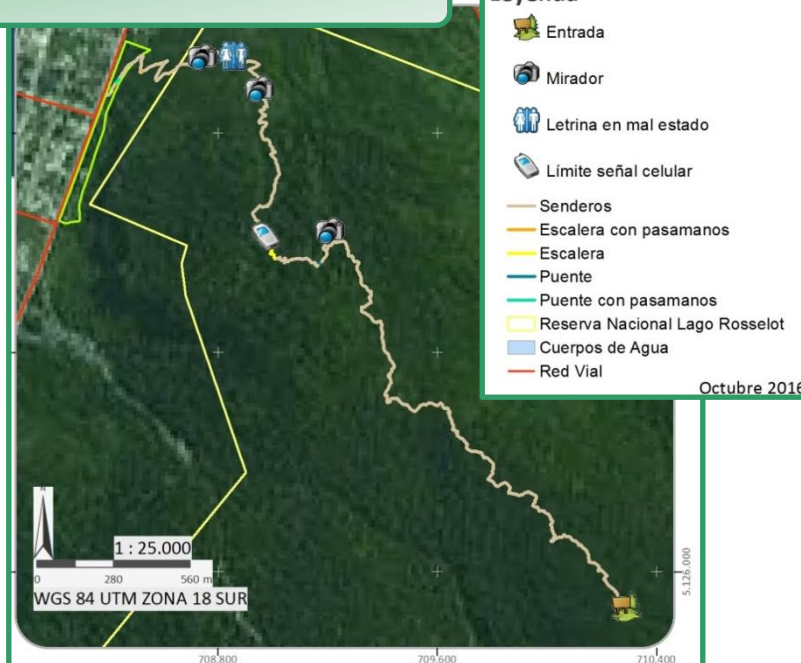 Leyenda
Entrada
Mirador
Letrina en mal estado
Límite señal celular
Senderos
Escalera con pasamanos
Escalera
Puente
Puente con pasamanos
Reserva Nacional Lago Rosselot
Cuerpos de Agua
Red Vial
Octubre 2016
N
1 : 25.000
0 280 560 m
WGS 84 UTM ZONA 18 SUR
5.126.000
708.800 709.600 710.400